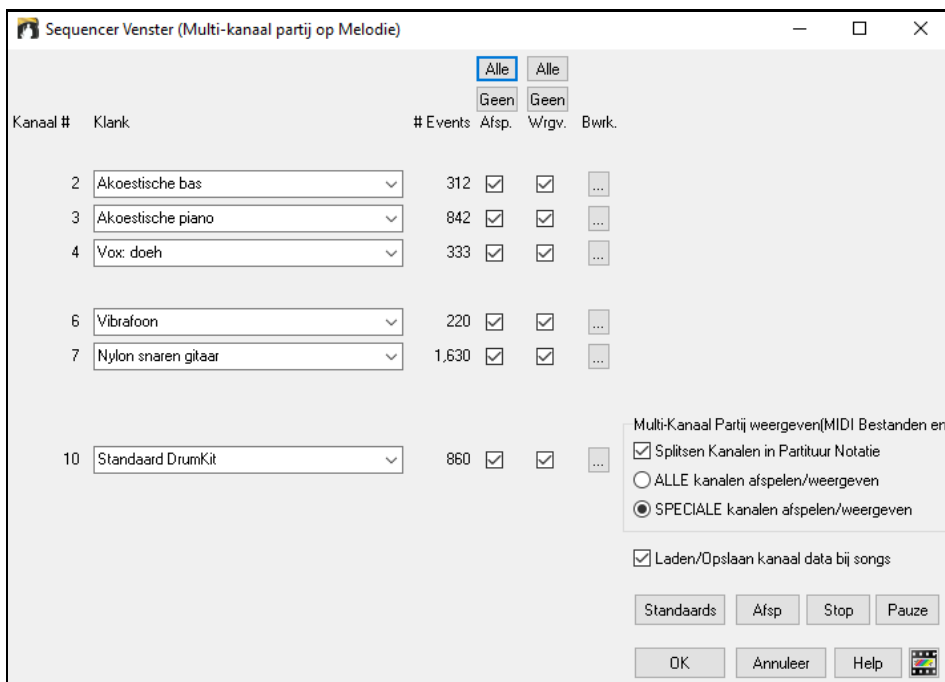 Sequencer Venster (Multi-kanaal partij op Melodie)
Alle Alle
Geen Geen
Kanaal # Klank # Events Afsp. Wrgv. Bwrk.
2 Akoestische bas 312 ...
3 Akoestische piano 842 ...
4 Vox: doeh 333 ...
6 Vibrafoon 220 ...
7 Nylon snaren gitaar 1,630 ...
Multi-Kanaal Partij weergeven(MIDI Bestanden en
10 Standaard DrumKit 860 ...
Splitsen Kanalen in Partituur Notatie
ALLE kanalen afspelen/weergeven
SPECIALE kanalen afspelen/weergeven
Laden/Opslaan kanaal data bij songs
Standaards Afsp Stop Pauze
OK Annuleer Help